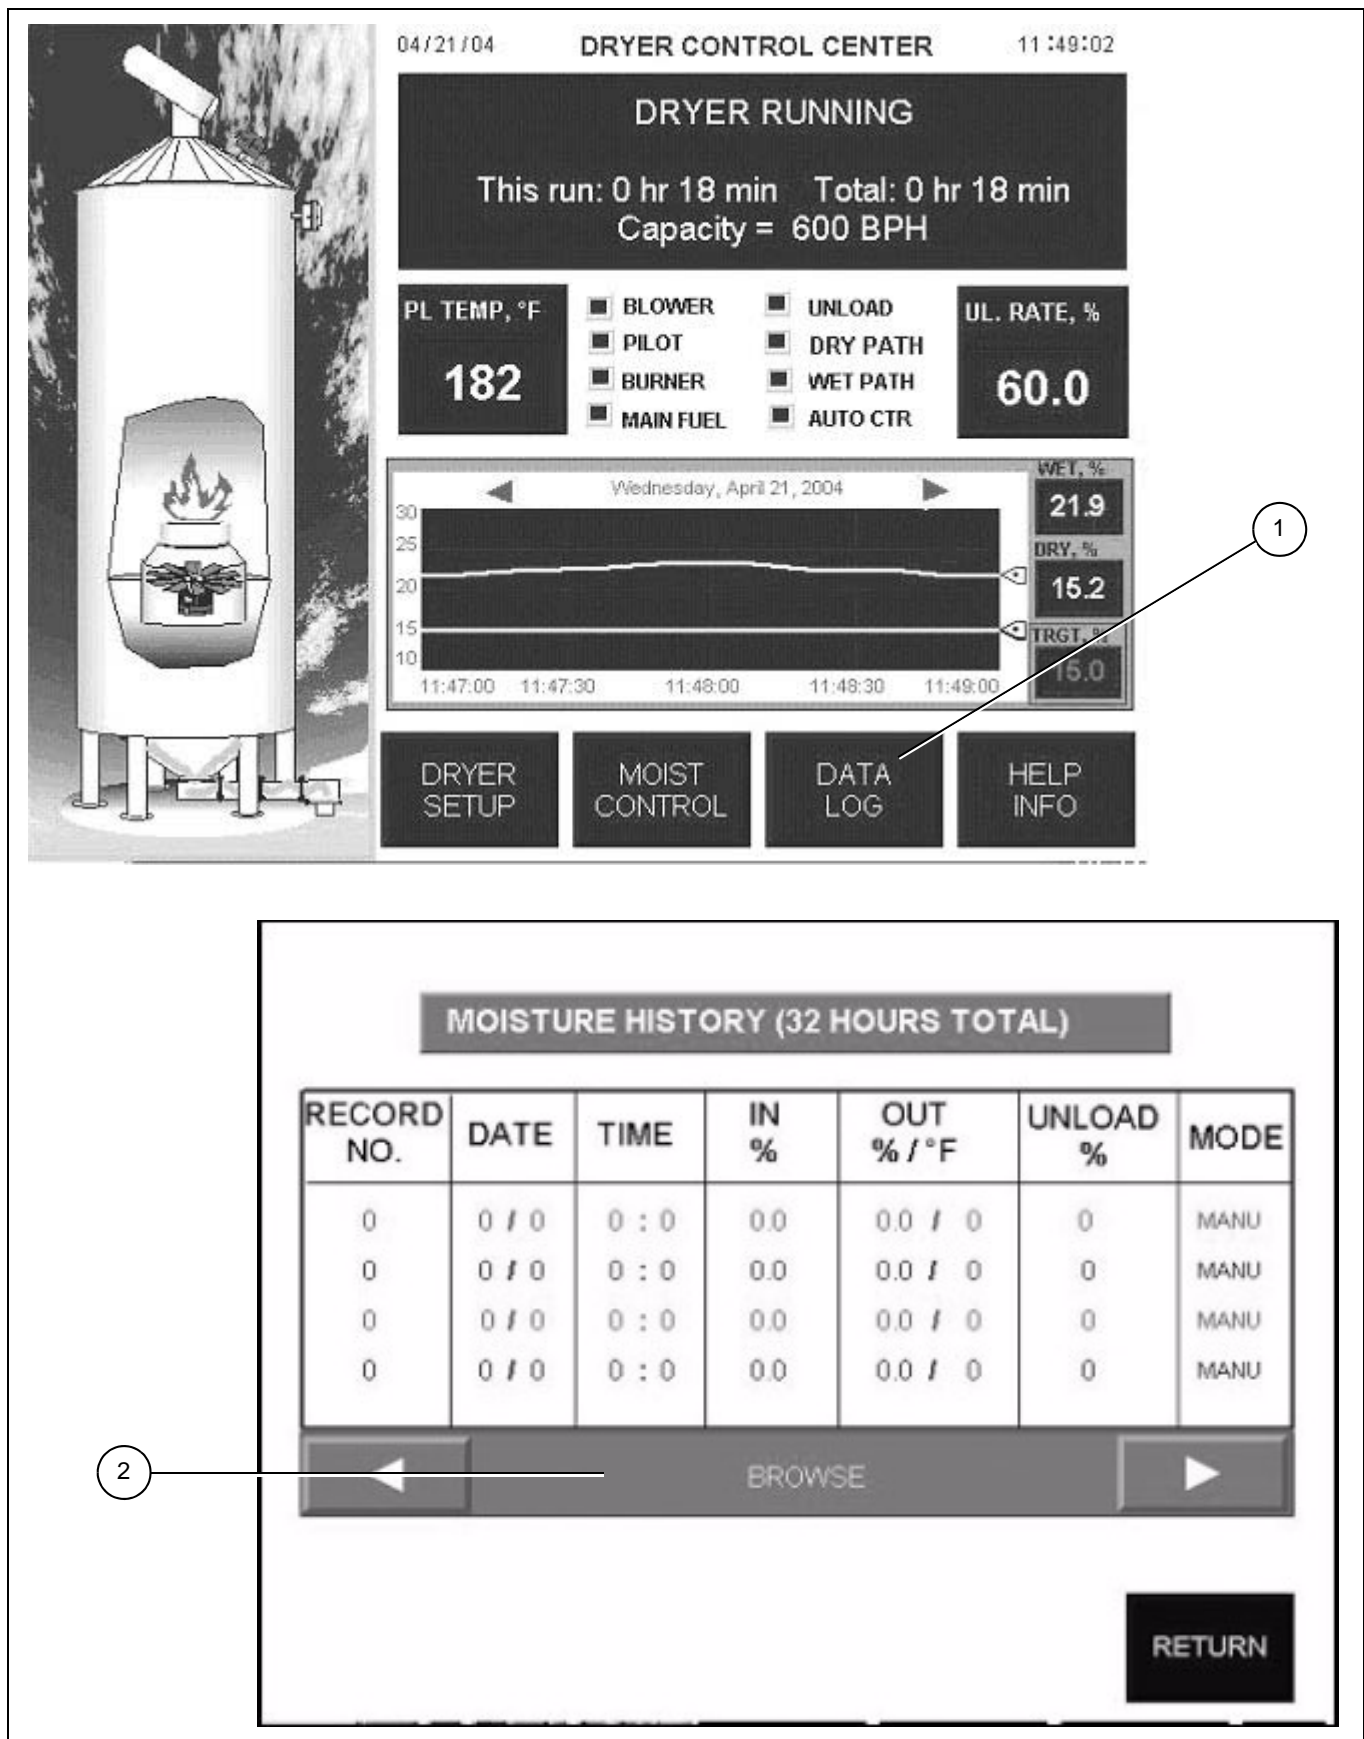 04/21/04 DRYER CONTROL CENTER 11:49:02
DRYER RUNNING
This run: 0 hr 18 min Total: 0 hr 18 min
Capacity = 600 BPH
PL TEMP, °F
182
BLOWER
PILOT
BURNER
MAIN FUEL
UNLOAD
DRY PATH
WET PATH
AUTO CTR
UL. RATE, %
60.0
Wednesday, April 21, 2004
30
25
20
15
10
11:47:00 11:47:30 11:48:00 11:48:30 11:49:00
WET, %
21.9
DRY, %
15.2
TRGT, %
15.0
1
DRYER
SETUP
MOIST
CONTROL
DATA
LOG
HELP
INFO
MOISTURE HISTORY (32 HOURS TOTAL)
RECORD NO. DATE TIME IN % OUT % / °F UNLOAD % MODE
0 0 / 0 0 : 0 0.0 0.0 / 0 0 MANU
0 0 / 0 0 : 0 0.0 0.0 / 0 0 MANU
0 0 / 0 0 : 0 0.0 0.0 / 0 0 MANU
0 0 / 0 0 : 0 0.0 0.0 / 0 0 MANU
2
BROWSE
RETURN